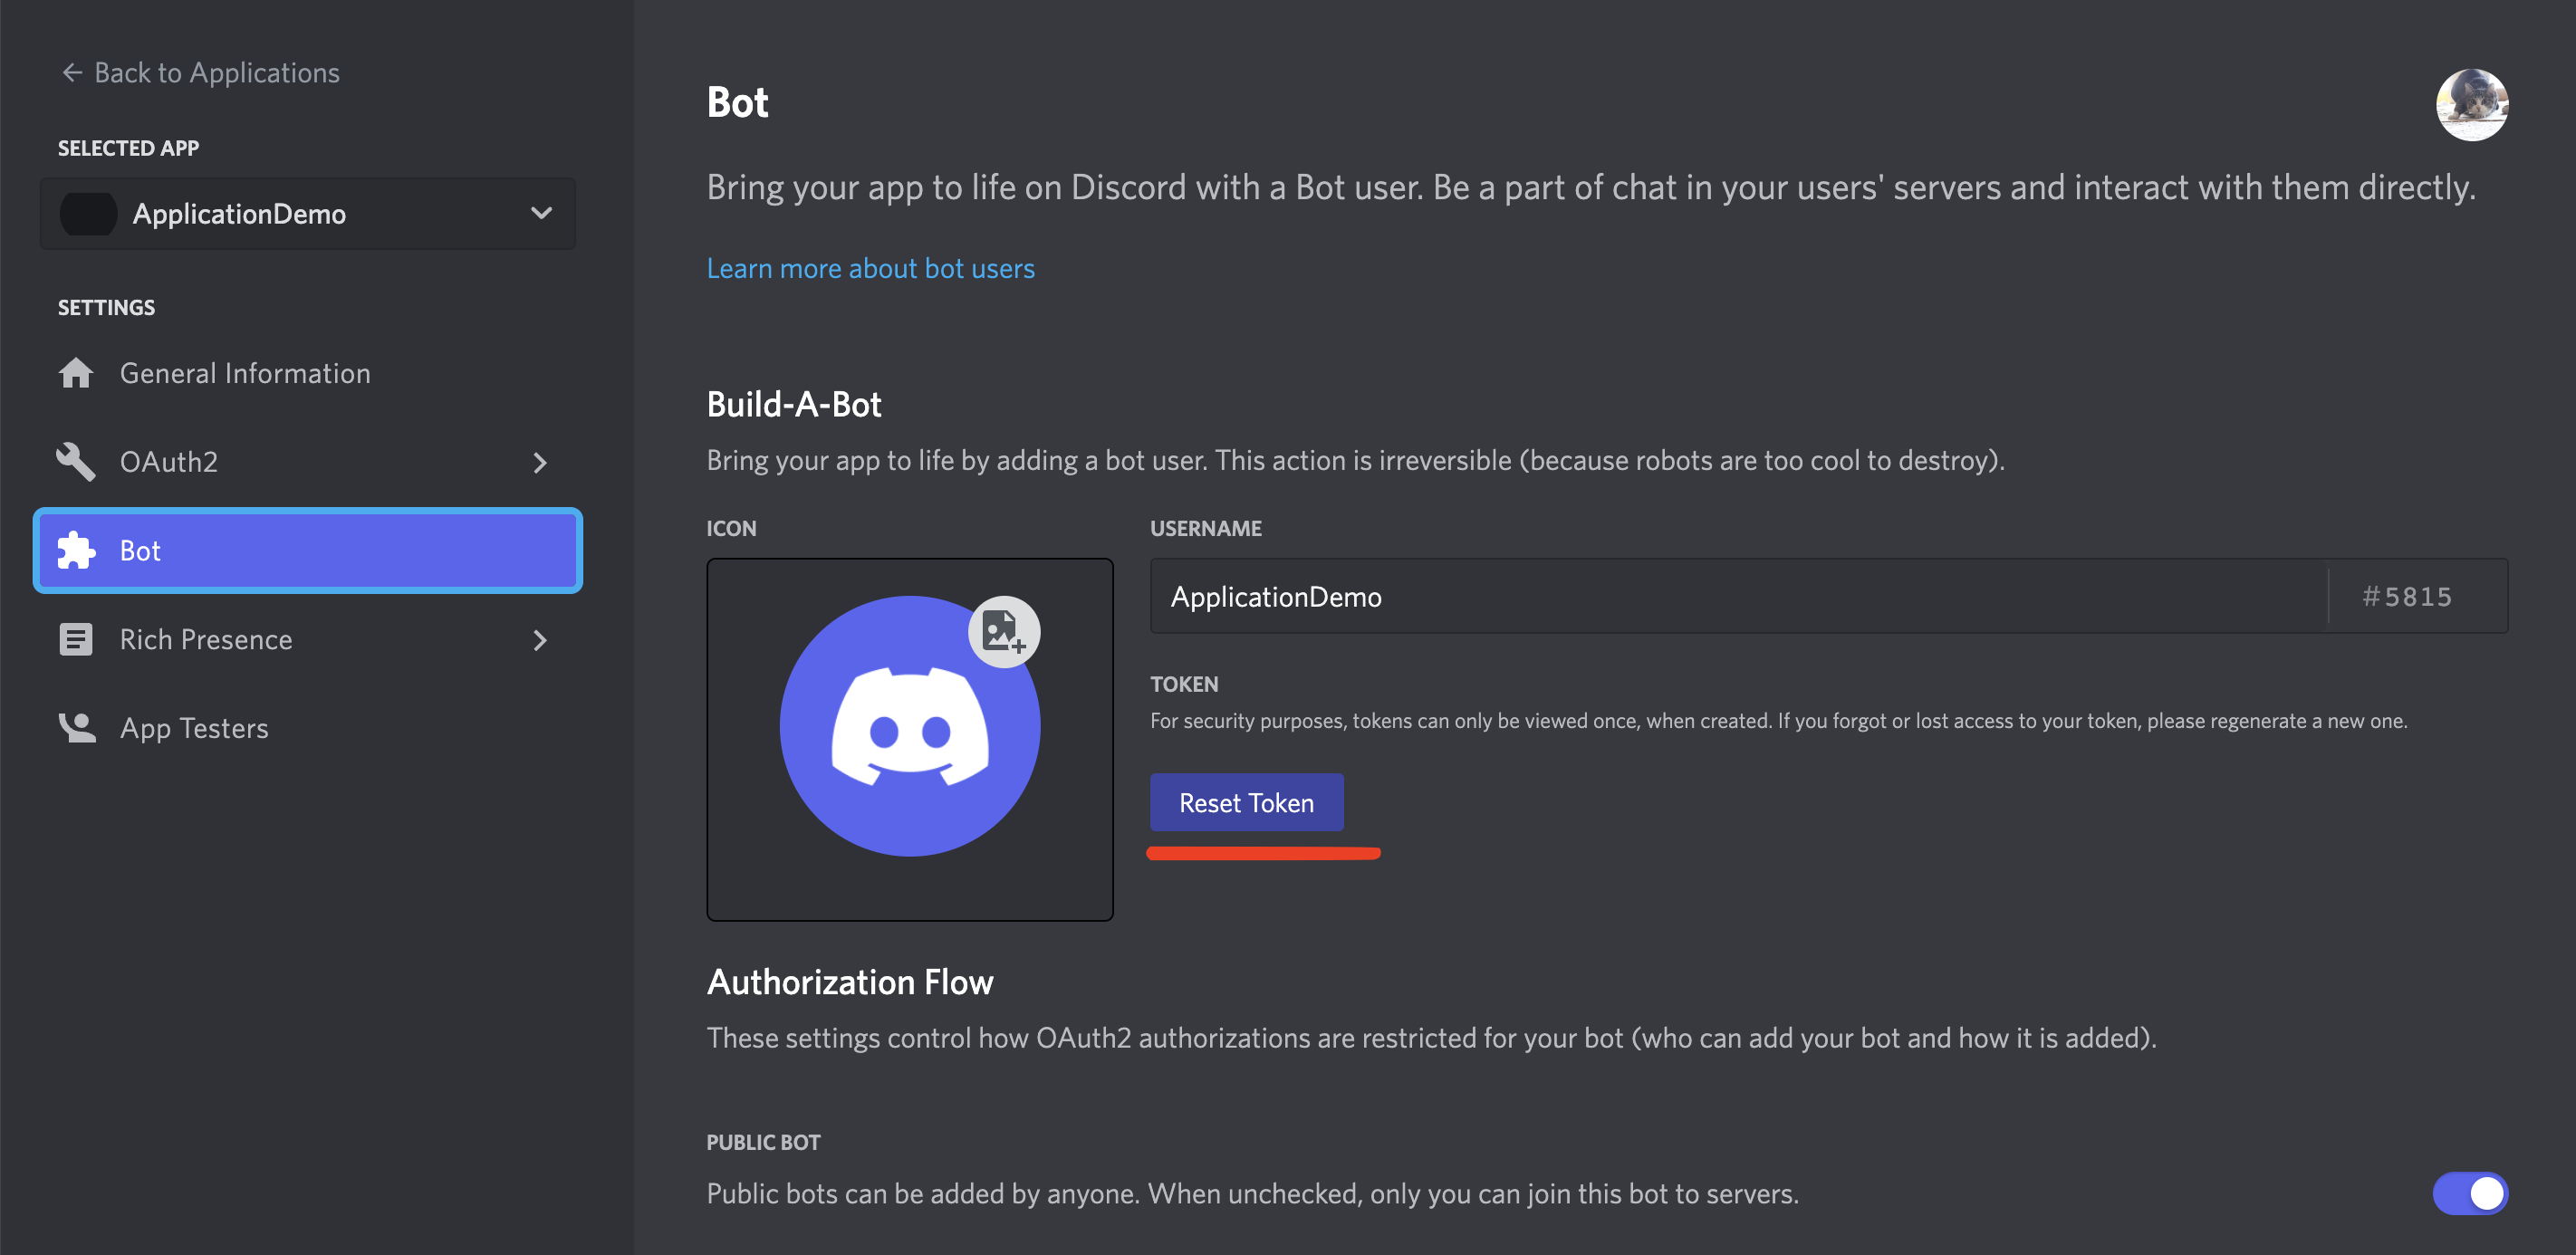 ← Back to Applications
SELECTED APP
ApplicationDemo
SETTINGS
General Information
OAuth2
Bot
Rich Presence
App Testers
Bot
Bring your app to life on Discord with a Bot user. Be a part of chat in your users' servers and interact with them directly.
Learn more about bot users
Build-A-Bot
Bring your app to life by adding a bot user. This action is irreversible (because robots are too cool to destroy).
ICON
USERNAME
ApplicationDemo #5815
TOKEN
For security purposes, tokens can only be viewed once, when created. If you forgot or lost access to your token, please regenerate a new one.
Reset Token
Authorization Flow
These settings control how OAuth2 authorizations are restricted for your bot (who can add your bot and how it is added).
PUBLIC BOT
Public bots can be added by anyone. When unchecked, only you can join this bot to servers.